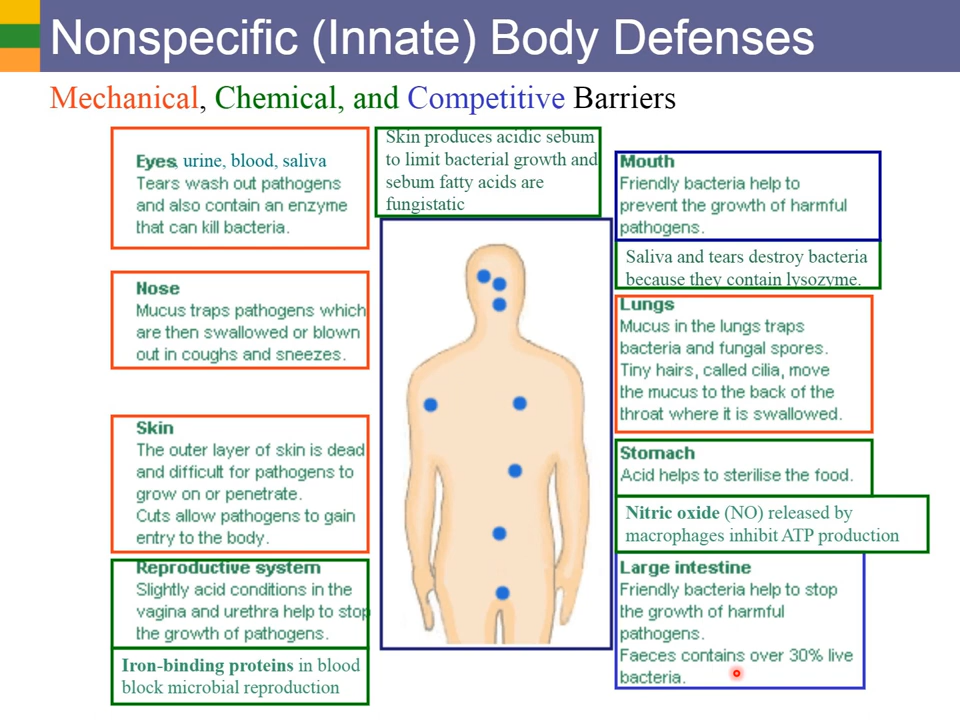 Nonspecific (Innate) Body Defenses
Mechanical, Chemical, and Competitive Barriers
Eyes, urine, blood, saliva
Tears wash out pathogens
and also contain an enzyme
that can kill bacteria.
Nose
Mucus traps pathogens which
are then swallowed or blown
out in coughs and sneezes.
Skin
The outer layer of skin is dead
and difficult for pathogens to
grow on or penetrate.
Cuts allow pathogens to gain
entry to the body.
Reproductive system
Slightly acid conditions in the
vagina and urethra help to stop
the growth of pathogens.
Iron-binding proteins in blood
block microbial reproduction
Skin produces acidic sebum
to limit bacterial growth and
sebum fatty acids are
fungistatic
Mouth
Friendly bacteria help to
prevent the growth of harmful
pathogens.
Saliva and tears destroy bacteria
because they contain lysozyme.
Lungs
Mucus in the lungs traps
bacteria and fungal spores.
Tiny hairs, called cilia, move
the mucus to the back of the
throat where it is swallowed.
Stomach
Acid helps to sterilise the food.
Nitric oxide (NO) released by
macrophages inhibit ATP production
Large intestine
Friendly bacteria help to stop
the growth of harmful
pathogens.
Faeces contains over 30% live
bacteria.